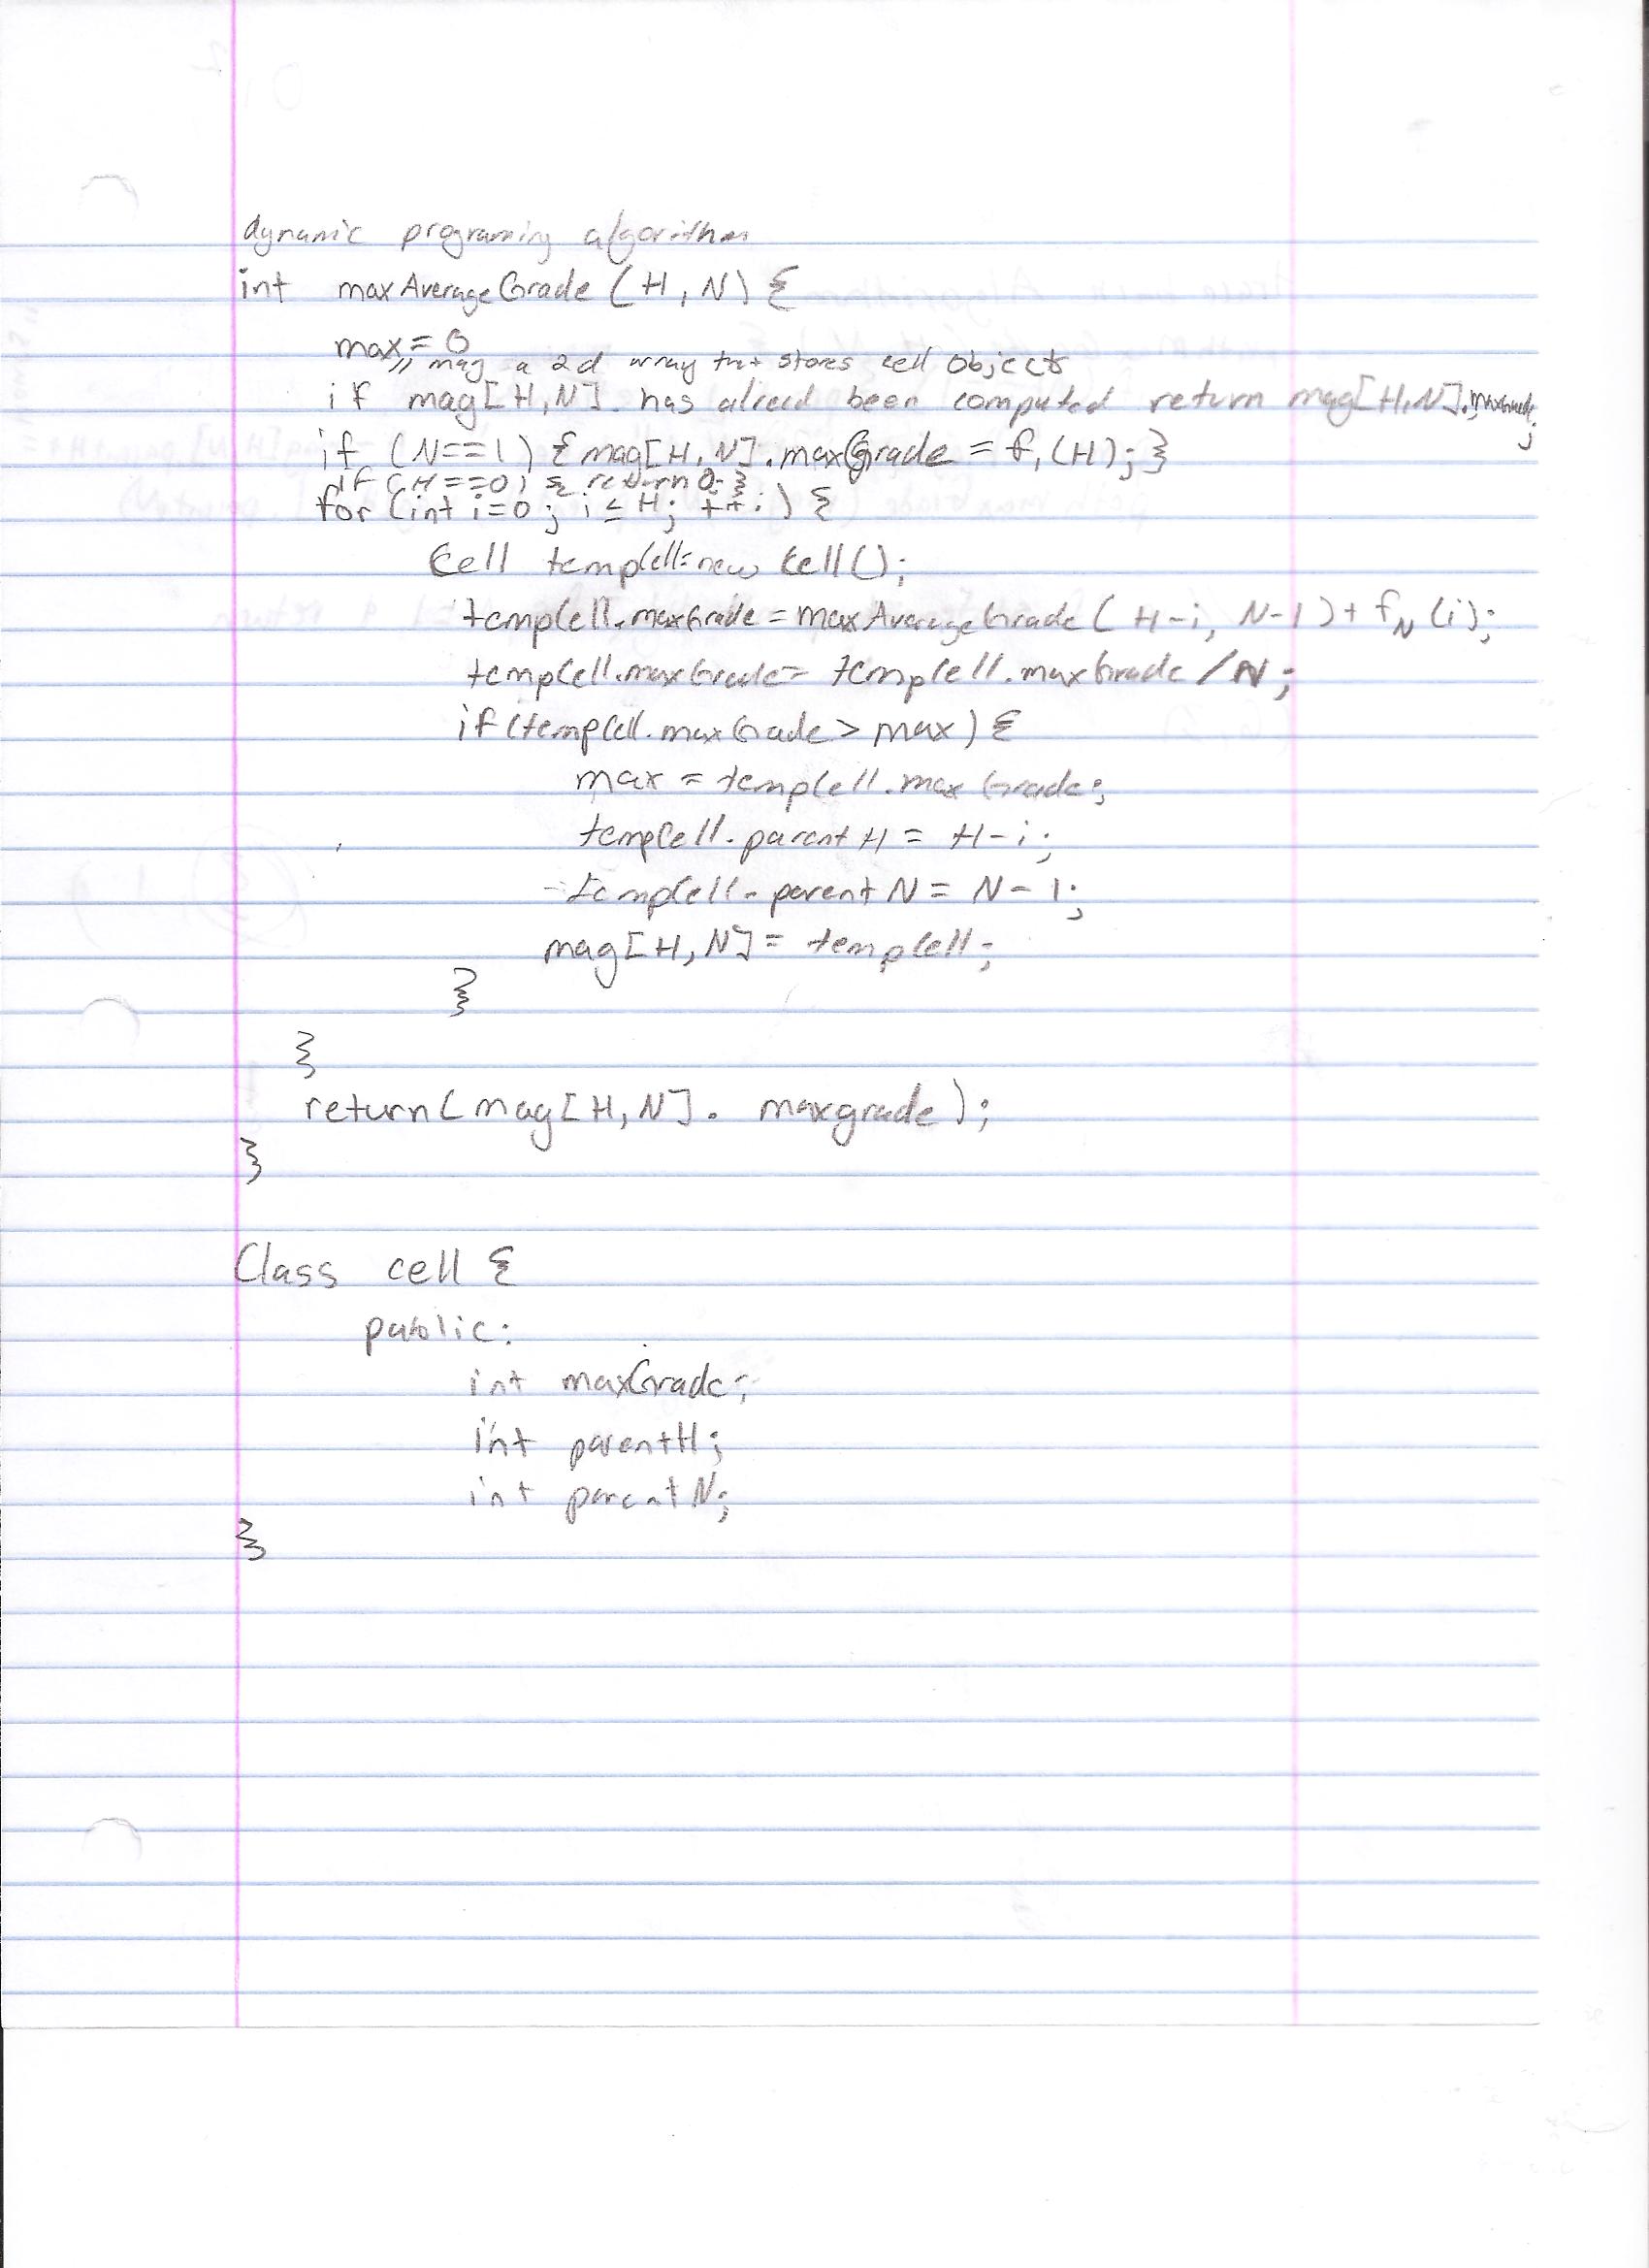 dynamic programing algorithm
int maxAverageGrade (H, N) {
max = 0
// mag a 2d array that stores cell objects
if mag[H,N]. has alreed been computed return mag[H,N].maxGrade;
if (N==1) {mag[H,N].maxGrade = f₁(H);}
if (H==0) { return 0; }
for (int i=0; i≤H; ++i) {
Cell tempCell=new Cell();
tempCell.maxGrade = maxAverageGrade(H-i, N-1)+f_N(i);
tempCell.maxGrade= tempCell.maxGrade/N;
if(tempCell.maxGrade > max) {
max = tempCell.maxGrade;
tempCell.parentH = H-i;
tempCell.parentN = N-1;
mag[H,N]= tempCell;
}
}
return(mag[H,N]. maxgrade);
}
Class cell {
public:
int maxGrade;
int parentH;
int parentN;
}